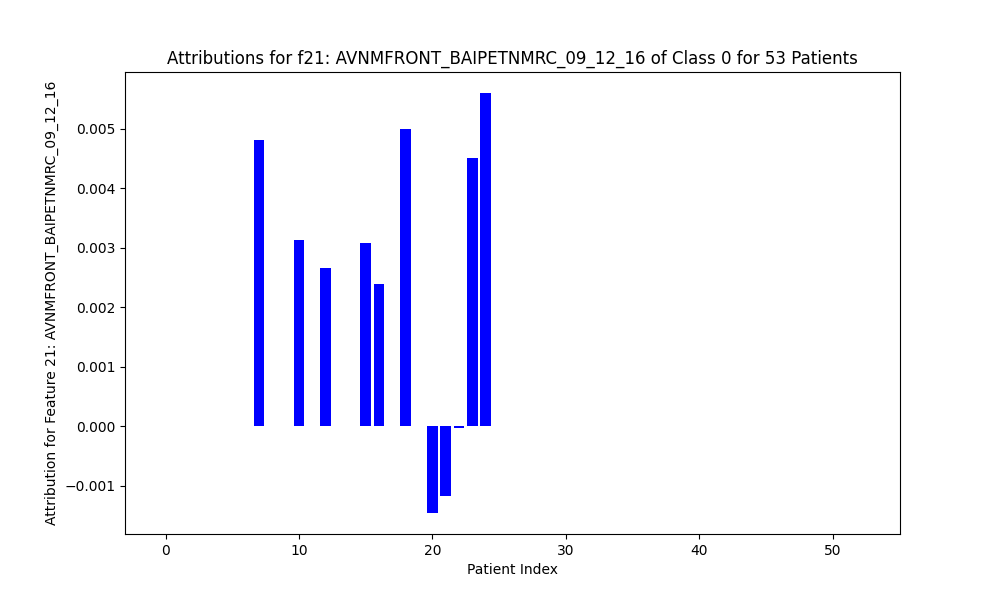 Attributions for f21: AVNMFRONT_BAIPETNMRC_09_12_16 of Class 0 for 53 Patients
Attribution for Feature 21: AVNMFRONT_BAIPETNMRC_09_12_16
0.005
0.004
0.003
0.002
0.001
0.000
−0.001
0 10 20 30 40 50
Patient Index